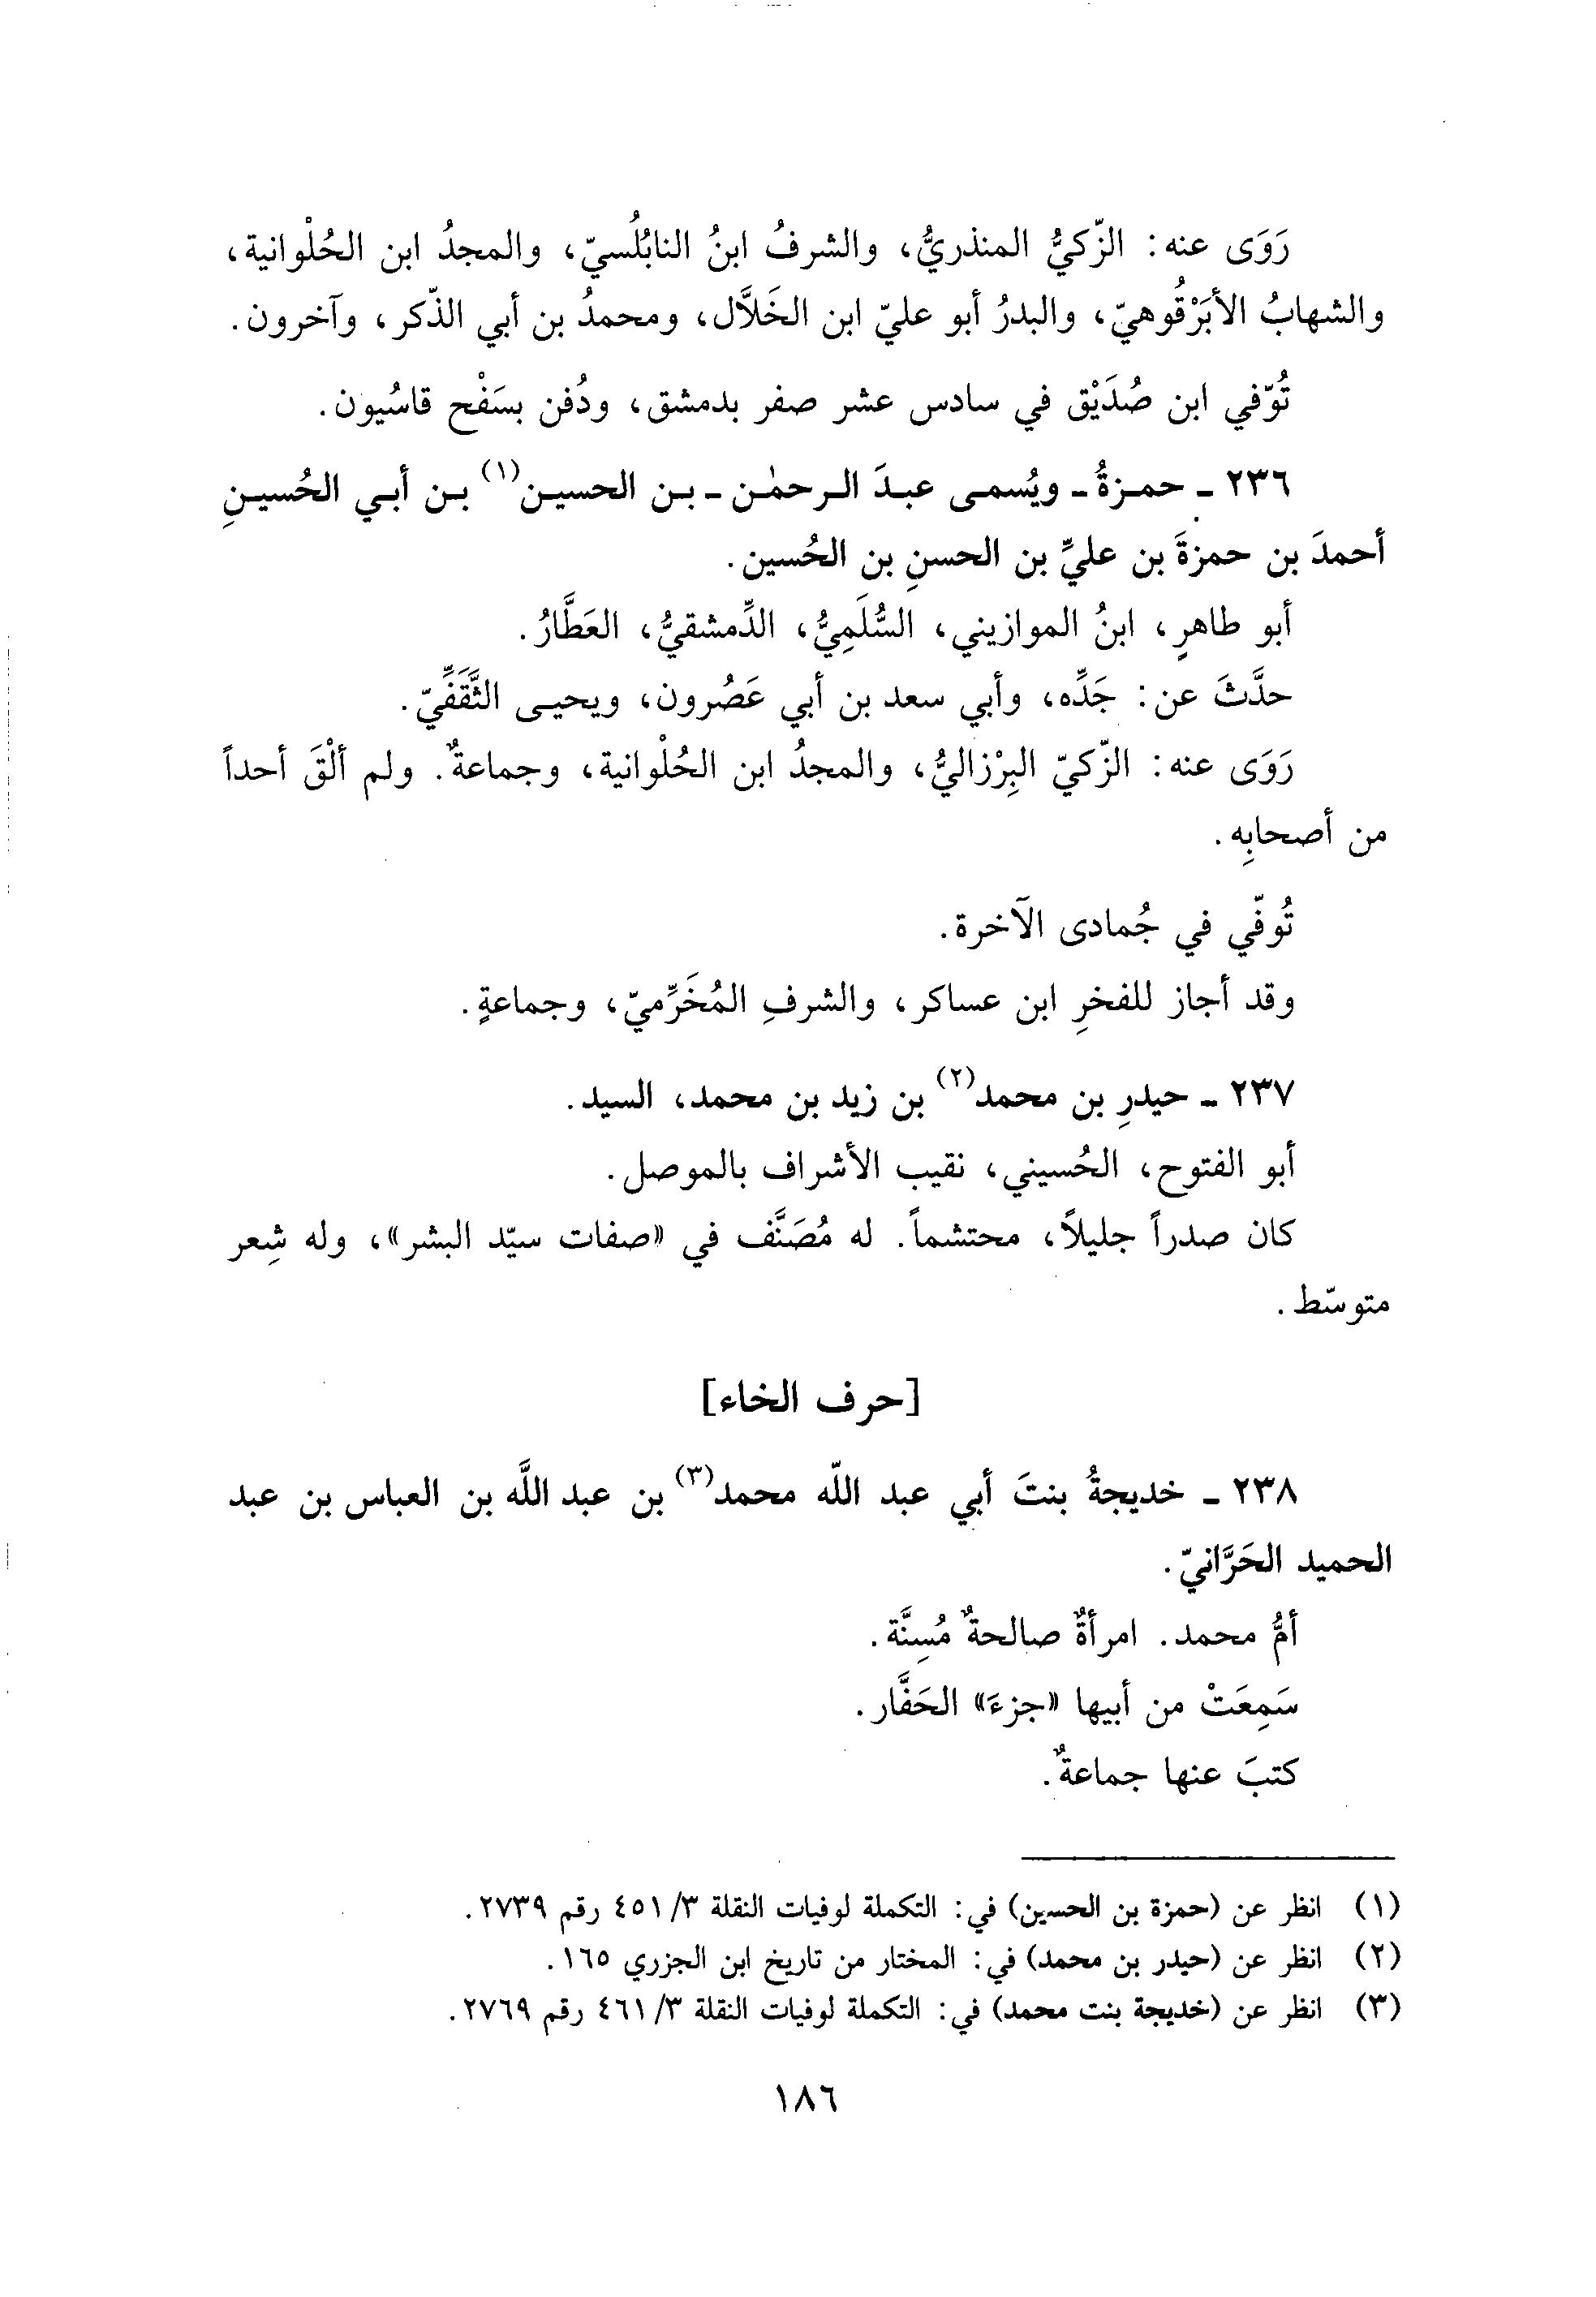 رَوَى عنه: الزّكيُّ المنذريُّ، والشرفُ ابنُ النابُلُسيّ، والمجدُ ابن الحُلْوانية،
والشهابُ الأَبَرْقُوهيّ، والبدرُ أبو عليّ ابن الخَلاَّل، ومحمدُ بن أبي الذّكر، وآخرون.
تُوّفي ابن صُدَيْق في سادس عشر صفر بدمشق، ودُفن بسَفْح قاسُيون.
٢٣٦ ـ حمزةُ ـ ويُسمى عبدَ الرحمٰن ـ بن الحسين(١) بن أبي الحُسينِ
أحمدَ بن حمزةَ بن عليِّ بن الحسنِ بن الحُسين.
أبو طاهرٍ، ابنُ الموازيني، السُّلَمِيُّ، الدِّمشقيُّ، العَطَّارُ.
حدَّثَ عن: جَدِّه، وأبي سعد بن أبي عَصُرون، ويحيى الثَّقَفِّيّ.
رَوَى عنه: الزّكيّ البِرْزاليُّ، والمجدُ ابن الحُلْوانية، وجماعةٌ. ولم ألْقَ أحداً
من أصحابِه.
تُوفّي في جُمادى الآخرة.
وقد أجاز للفخرِ ابن عساكر، والشرفِ المُخَرِّميّ، وجماعةٍ.
٢٣٧ ـ حيدرِ بن محمد(٢) بن زيد بن محمد، السيد.
أبو الفتوح، الحُسيني، نقيب الأشراف بالموصل.
كان صدراً جليلاً، محتشماً. له مُصَنَّف في «صفات سيّد البشر»، وله شِعر
متوسّط.
[حرف الخاء]
٢٣٨ ـ خديجةُ بنتَ أبي عبد اللّه محمد(٣) بن عبد اللَّه بن العباس بن عبد
الحميد الحَرَّانيّ.
أمُّ محمد. امرأةٌ صالحةٌ مُسِنَّة.
سَمِعَتْ من أبيها «جزءَ» الحَفَّار.
كتبَ عنها جماعةٌ.
(١) انظر عن (حمزة بن الحسين) في: التكملة لوفيات النقلة ٣/ ٤٥١ رقم ٢٧٣٩.
(٢) انظر عن (حيدر بن محمد) في: المختار من تاريخ ابن الجزري ١٦٥.
(٣) انظر عن (خديجة بنت محمد) في: التكملة لوفيات النقلة ٣/ ٤٦١ رقم ٢٧٦٩.
١٨٦